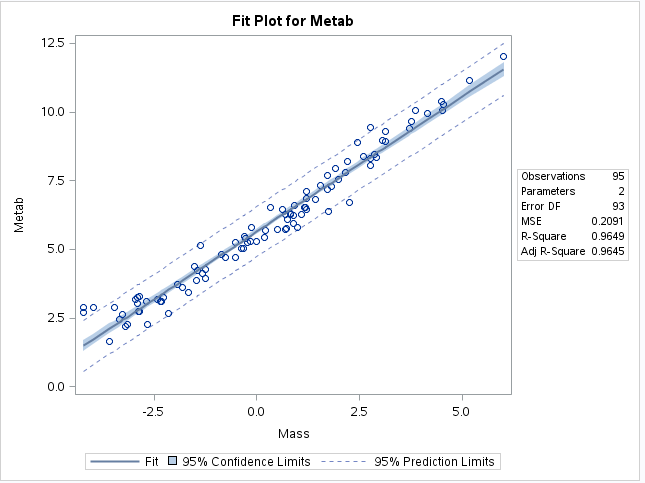 Fit Plot for Metab
12.5
10.0
7.5
5.0
2.5
0.0
Metab
-2.5
0.0
2.5
5.0
Mass
Observations 95
Parameters 2
Error DF 93
MSE 0.2091
R-Square 0.9649
Adj R-Square 0.9645
Fit 95% Confidence Limits 95% Prediction Limits